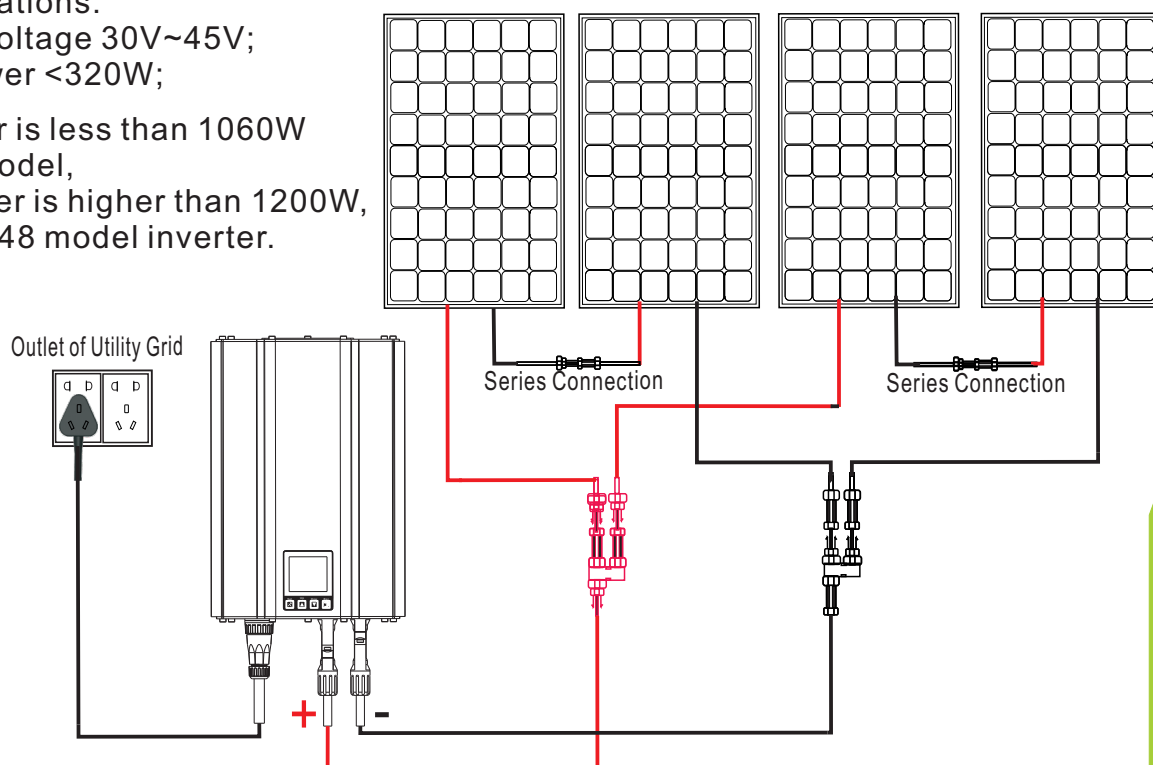 ations:
oltage 30V~45V;
ver <320W;
r is less than 1060W
odel,
er is higher than 1200W,
48 model inverter.
Outlet of Utility Grid
Series Connection
Series Connection
+
-